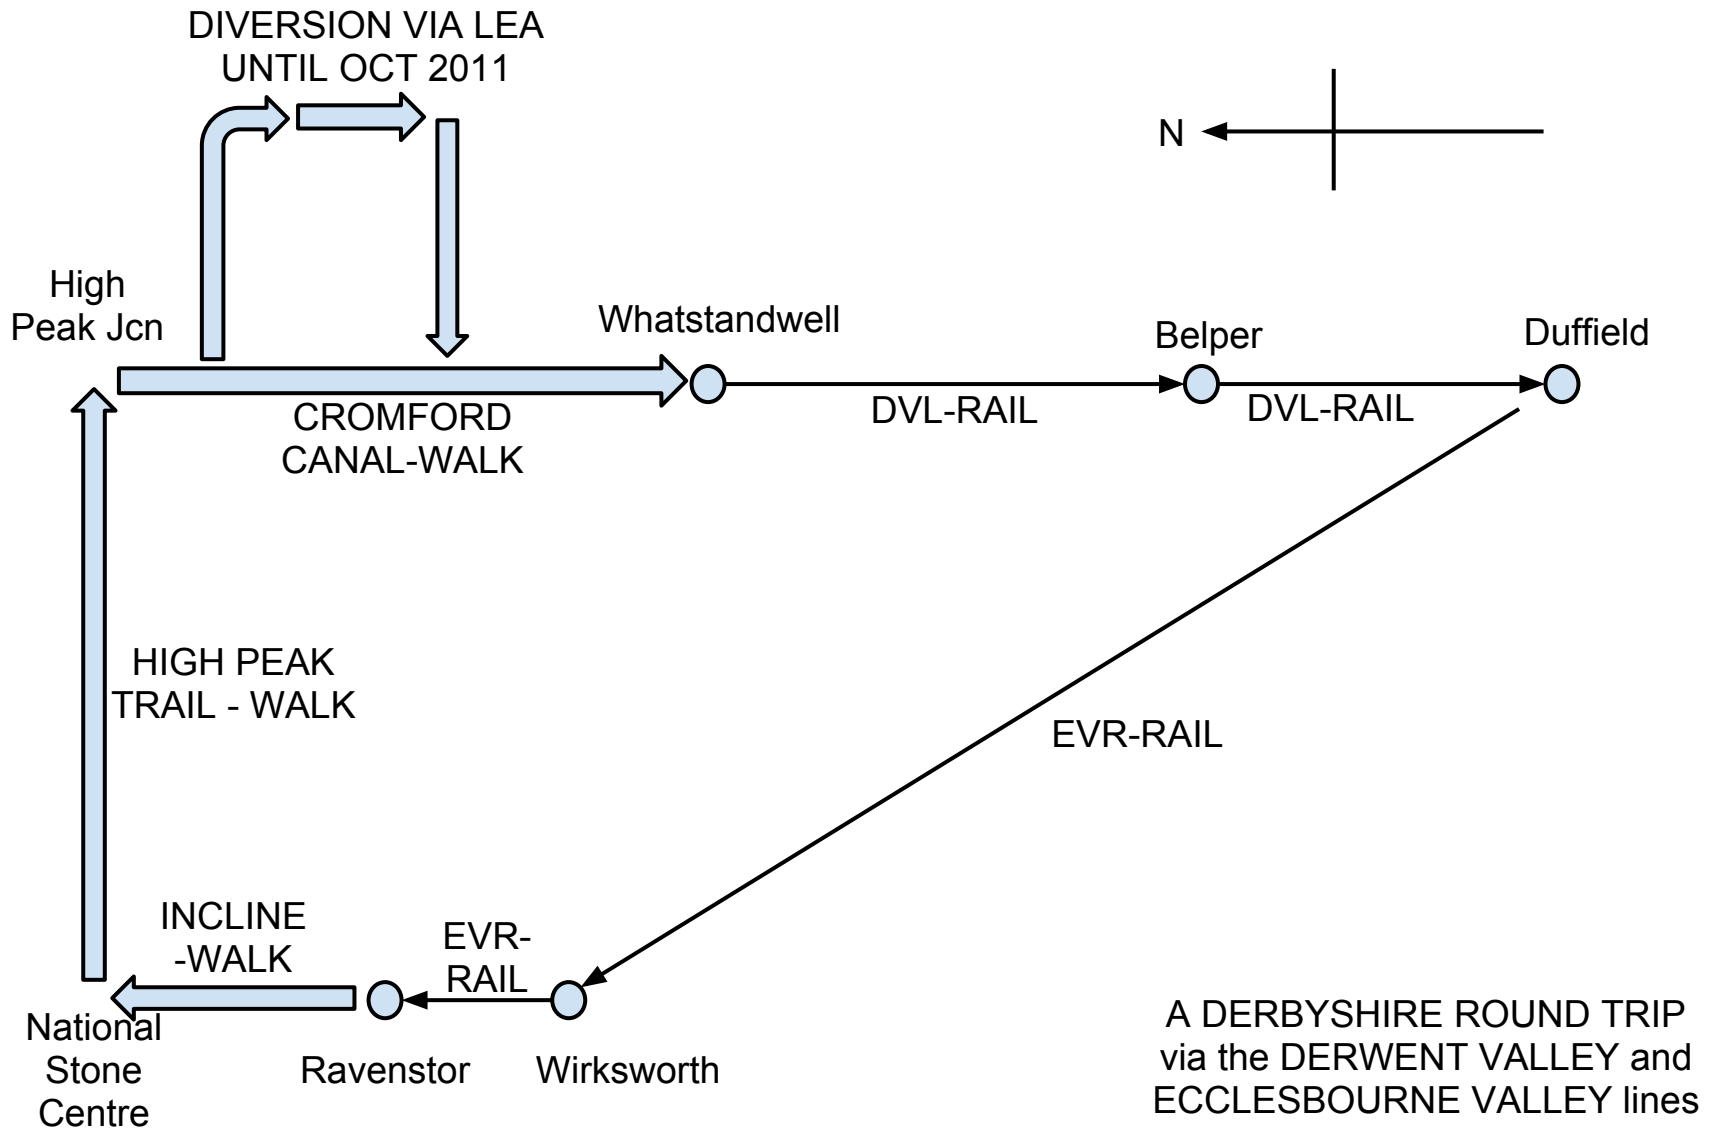 DIVERSION VIA LEA
UNTIL OCT 2011
N
High
Peak Jcn
Whatstandwell
Belper
Duffield
CROMFORD
CANAL-WALK
DVL-RAIL
DVL-RAIL
HIGH PEAK
TRAIL - WALK
EVR-RAIL
INCLINE
-WALK
EVR-
RAIL
National
Stone
Centre
Ravenstor
Wirksworth
A DERBYSHIRE ROUND TRIP
via the DERWENT VALLEY and
ECCLESBOURNE VALLEY lines